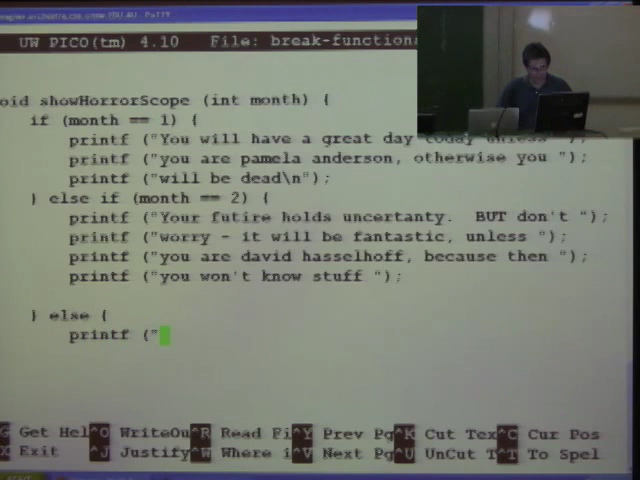 UW PICO(tm) 4.10 File: break-function
oid showHorrorScope (int month) {
if (month == 1) {
printf ("You will have a great day today unless ");
printf ("you are pamela anderson, otherwise you ");
printf ("will be dead\n");
} else if (month == 2) {
printf ("Your futire holds uncertanty. BUT don't ");
printf ("worry - it will be fantastic, unless ");
printf ("you are david hasselhoff, because then ");
printf ("you won't know stuff ");
} else {
printf ("
G Get Hel ^O WriteOu ^R Read Fi ^Y Prev Pg ^K Cut Tex ^C Cur Pos
X Exit ^J Justify ^W Where i ^V Next Pg ^U UnCut T ^T To Spel